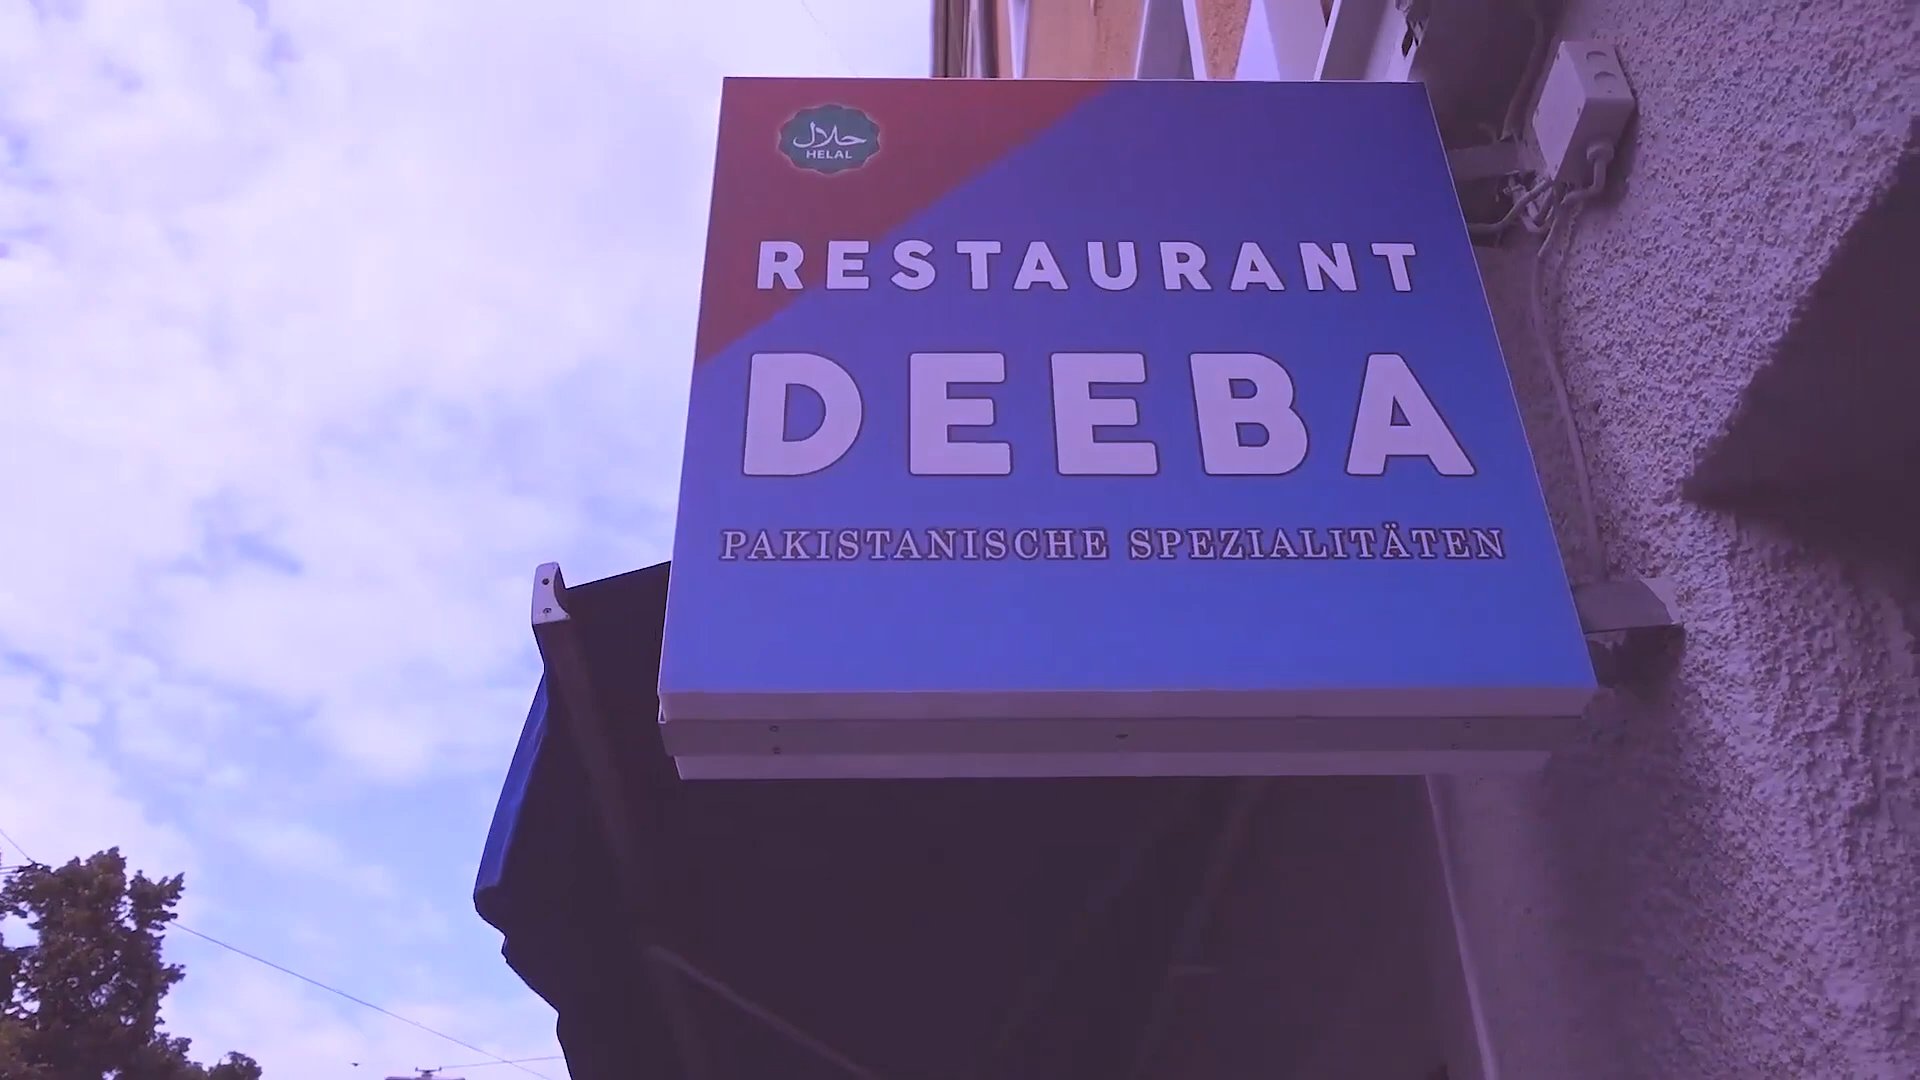 حلال
HELAL
RESTAURANT
DEEBA
PAKISTANISCHE SPEZIALITÄTEN